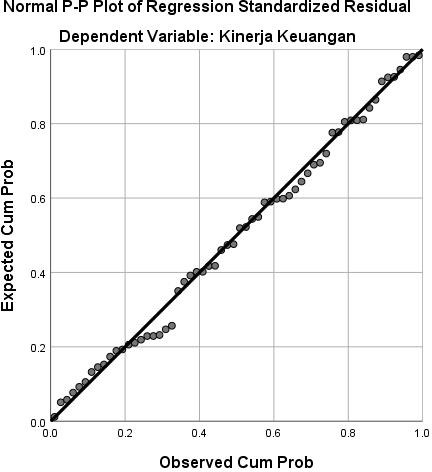 Normal P-P Plot of Regression Standardized Residual
Dependent Variable: Kinerja Keuangan
Expected Cum Prob
1.0
0.8
0.6
0.4
0.2
0.0
0.0 0.2 0.4 0.6 0.8 1.0
Observed Cum Prob